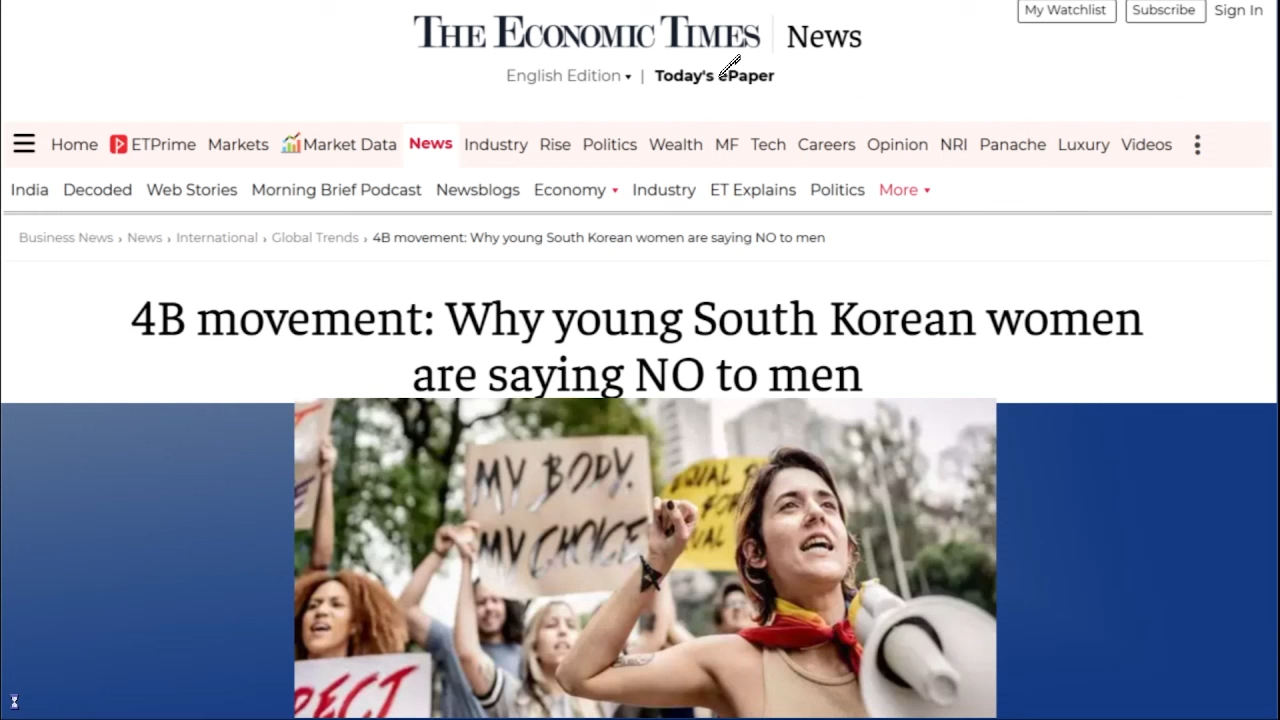 My Watchlist Subscribe Sign In
THE ECONOMIC TIMES News
English Edition | Today's ePaper
Home ETPrime Markets Market Data News Industry Rise Politics Wealth MF Tech Careers Opinion NRI Panache Luxury Videos
India Decoded Web Stories Morning Brief Podcast Newsblogs Economy Industry ET Explains Politics More
Business News › News › International › Global Trends › 4B movement: Why young South Korean women are saying NO to men
4B movement: Why young South Korean women
are saying NO to men
MY BODY.
MY CHOICE